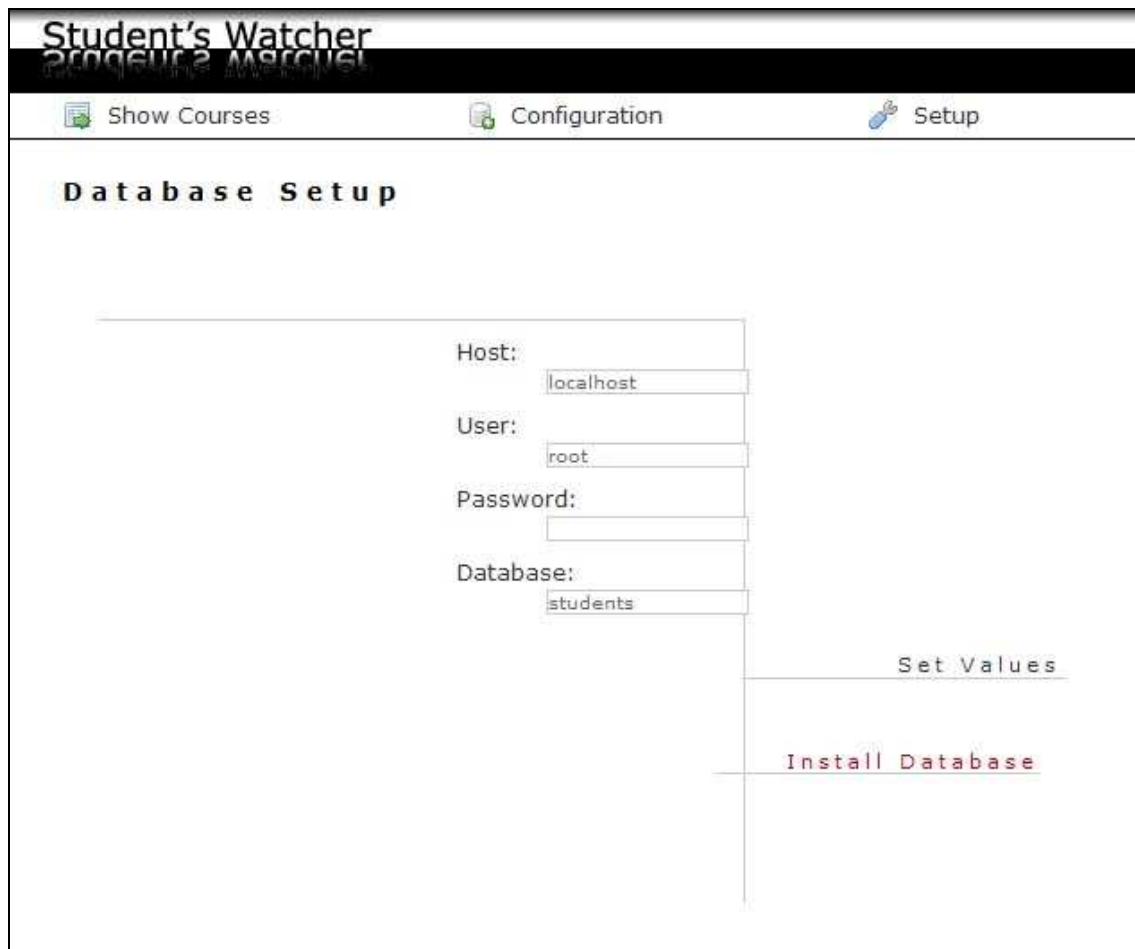 Student's Watcher
Show Courses Configuration Setup
Database Setup
Host:
localhost
User:
root
Password:
Database:
students
Set Values
Install Database